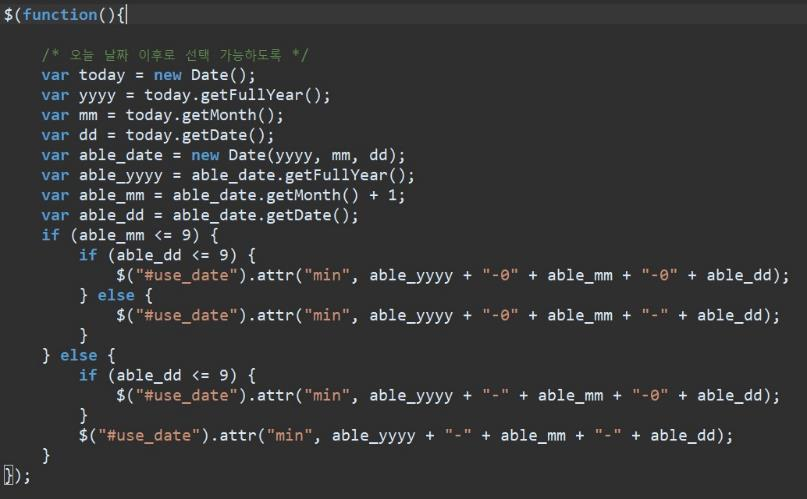 $(function(){
/* 오늘 날짜 이후로 선택 가능하도록 */
var today = new Date();
var yyyy = today.getFullYear();
var mm = today.getMonth();
var dd = today.getDate();
var able_date = new Date(yyyy, mm, dd);
var able_yyyy = able_date.getFullYear();
var able_mm = able_date.getMonth() + 1;
var able_dd = able_date.getDate();
if (able_mm <= 9) {
if (able_dd <= 9) {
$("#use_date").attr("min", able_yyyy + "-0" + able_mm + "-0" + able_dd);
} else {
$("#use_date").attr("min", able_yyyy + "-0" + able_mm + "-" + able_dd);
}
} else {
if (able_dd <= 9) {
$("#use_date").attr("min", able_yyyy + "-" + able_mm + "-0" + able_dd);
}
$("#use_date").attr("min", able_yyyy + "-" + able_mm + "-" + able_dd);
}
});